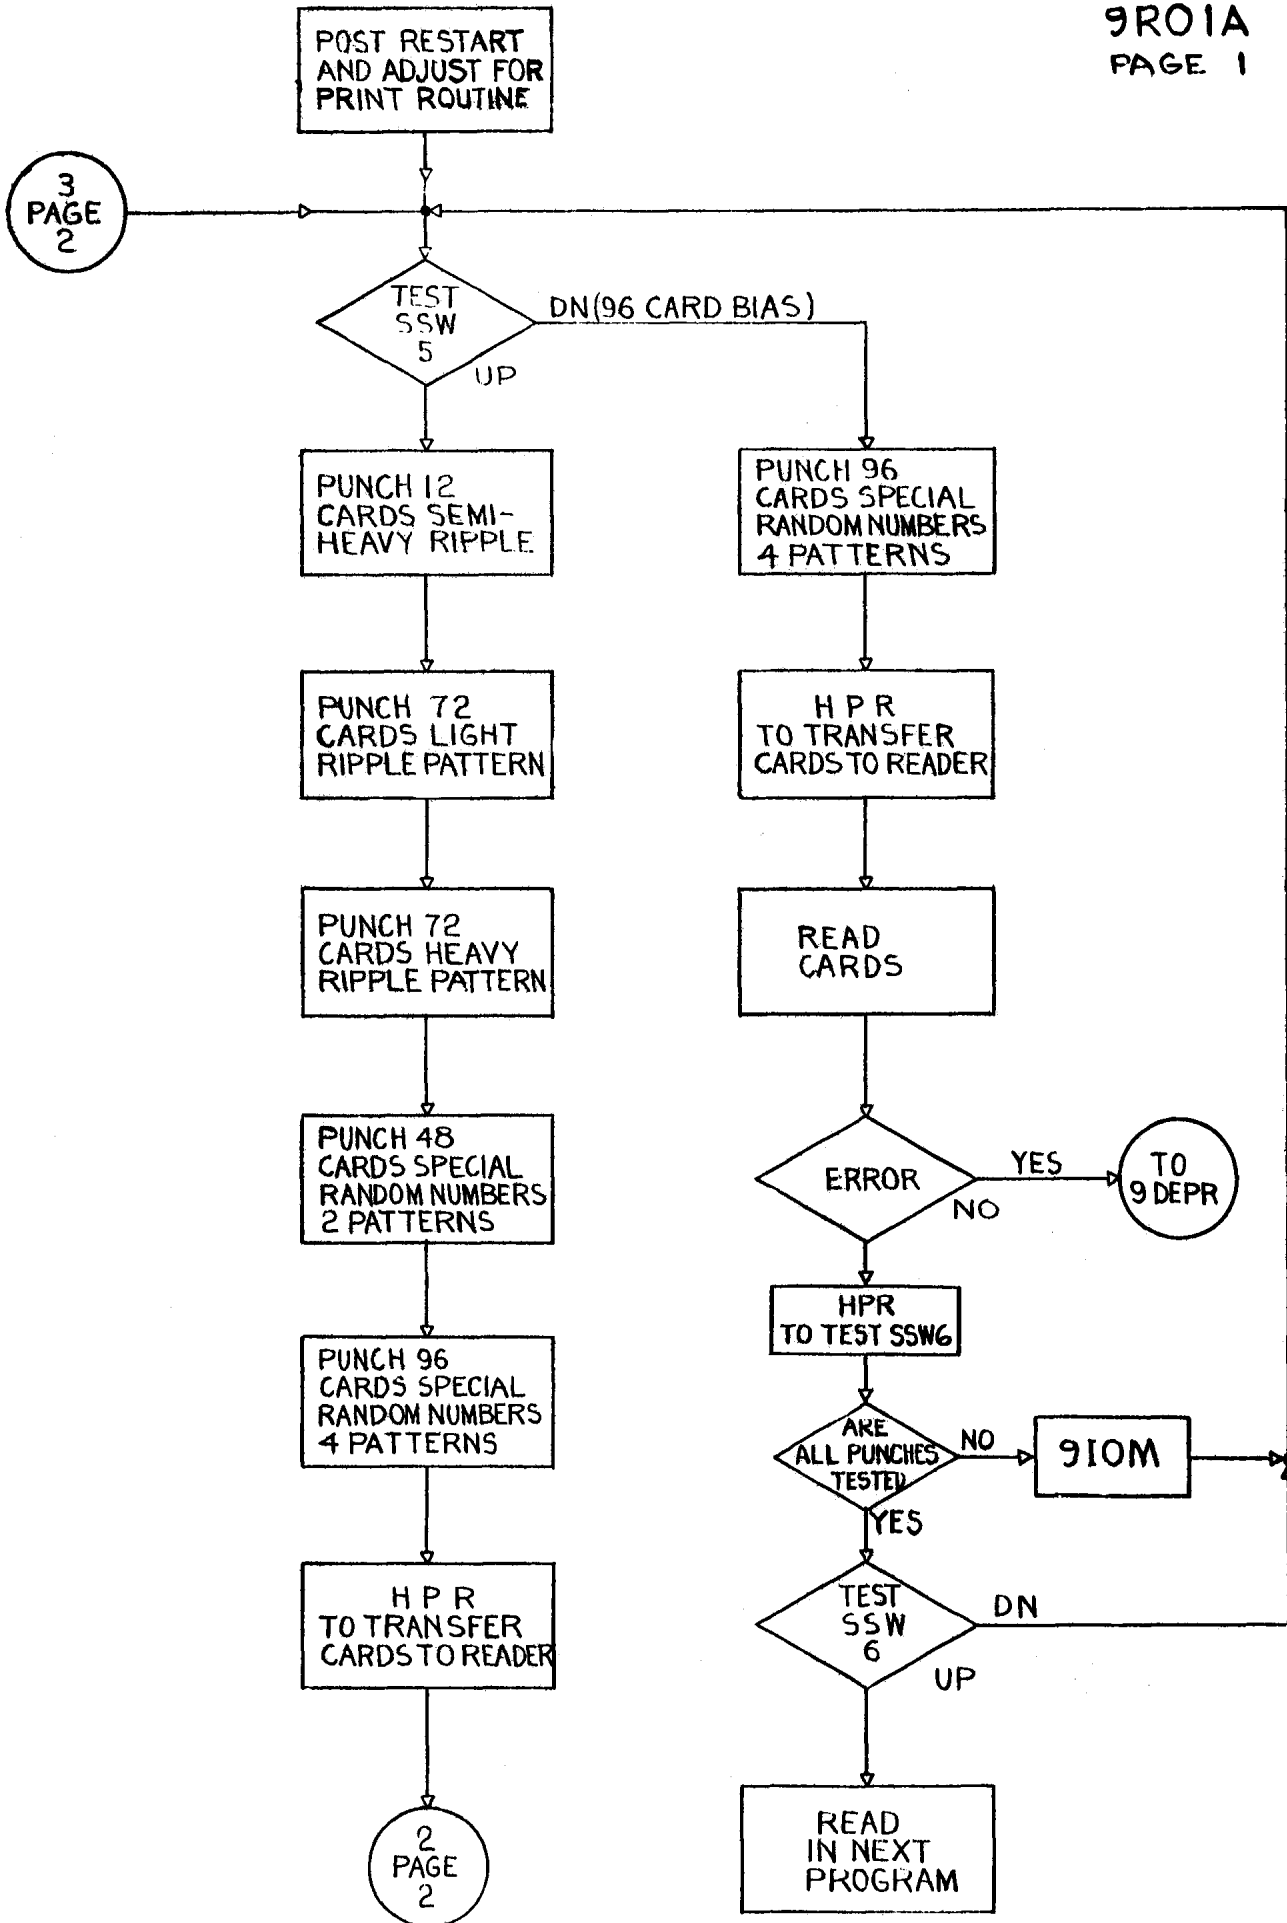 9R01A
PAGE 1
POST RESTART
AND ADJUST FOR
PRINT ROUTINE
3
PAGE
2
TEST
SSW
5
DN(96 CARD BIAS)
UP
PUNCH 12
CARDS SEMI-
HEAVY RIPPLE
PUNCH 72
CARDS LIGHT
RIPPLE PATTERN
PUNCH 72
CARDS HEAVY
RIPPLE PATTERN
PUNCH 48
CARDS SPECIAL
RANDOM NUMBERS
2 PATTERNS
PUNCH 96
CARDS SPECIAL
RANDOM NUMBERS
4 PATTERNS
H P R
TO TRANSFER
CARDS TO READER
2
PAGE
2
PUNCH 96
CARDS SPECIAL
RANDOM NUMBERS
4 PATTERNS
H P R
TO TRANSFER
CARDS TO READER
READ
CARDS
ERROR
YES
TO
9 DEPR
NO
HPR
TO TEST SSW6
ARE
ALL PUNCHES
TESTED
NO
9IOM
YES
TEST
SSW
6
DN
UP
READ
IN NEXT
PROGRAM